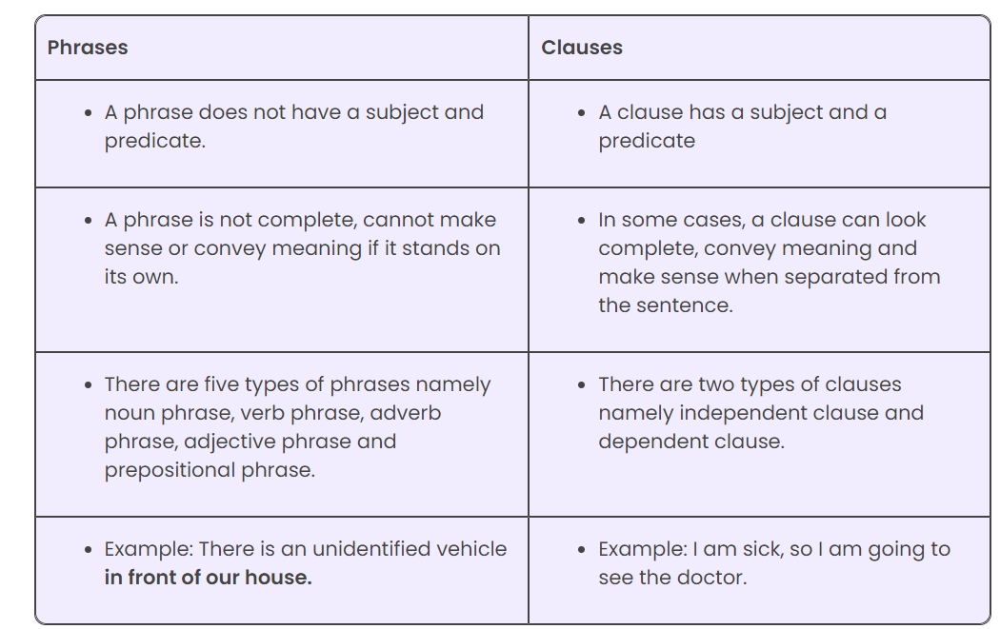 Phrases
Clauses
• A phrase does not have a subject and
predicate.
• A clause has a subject and a
predicate
• A phrase is not complete, cannot make
sense or convey meaning if it stands on
its own.
• In some cases, a clause can look
complete, convey meaning and
make sense when separated from
the sentence.
• There are five types of phrases namely
noun phrase, verb phrase, adverb
phrase, adjective phrase and
prepositional phrase.
• There are two types of clauses
namely independent clause and
dependent clause.
• Example: There is an unidentified vehicle
in front of our house.
• Example: I am sick, so I am going to
see the doctor.